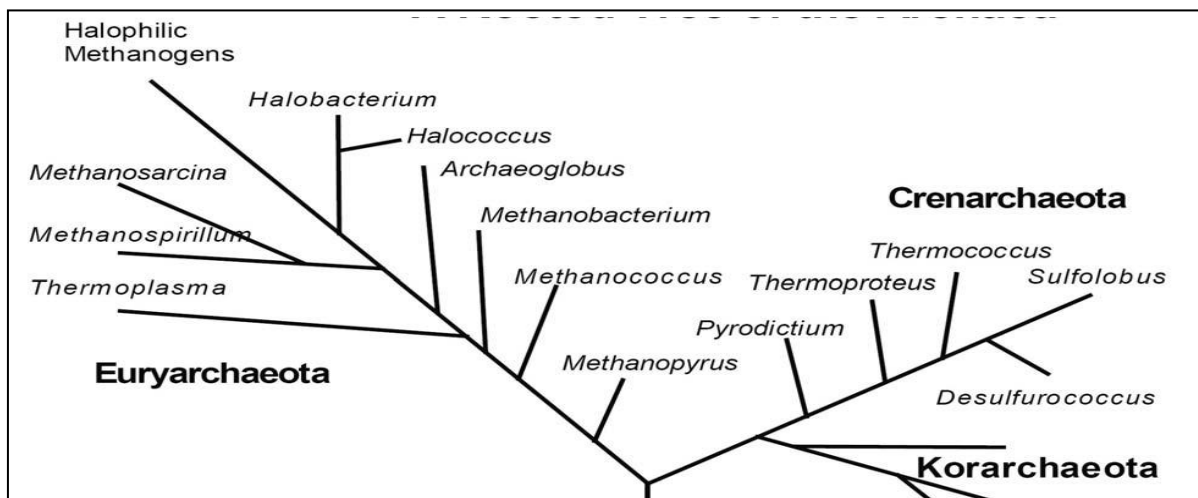 Halophilic
Methanogens
Halobacterium
Halococcus
Archaeoglobus
Methanosarcina
Methanobacterium
Methanospirillum
Methanococcus
Thermoplasma
Methanopyrus
Euryarchaeota
Crenarchaeota
Thermococcus
Sulfolobus
Thermoproteus
Pyrodictium
Desulfurococcus
Korarchaeota